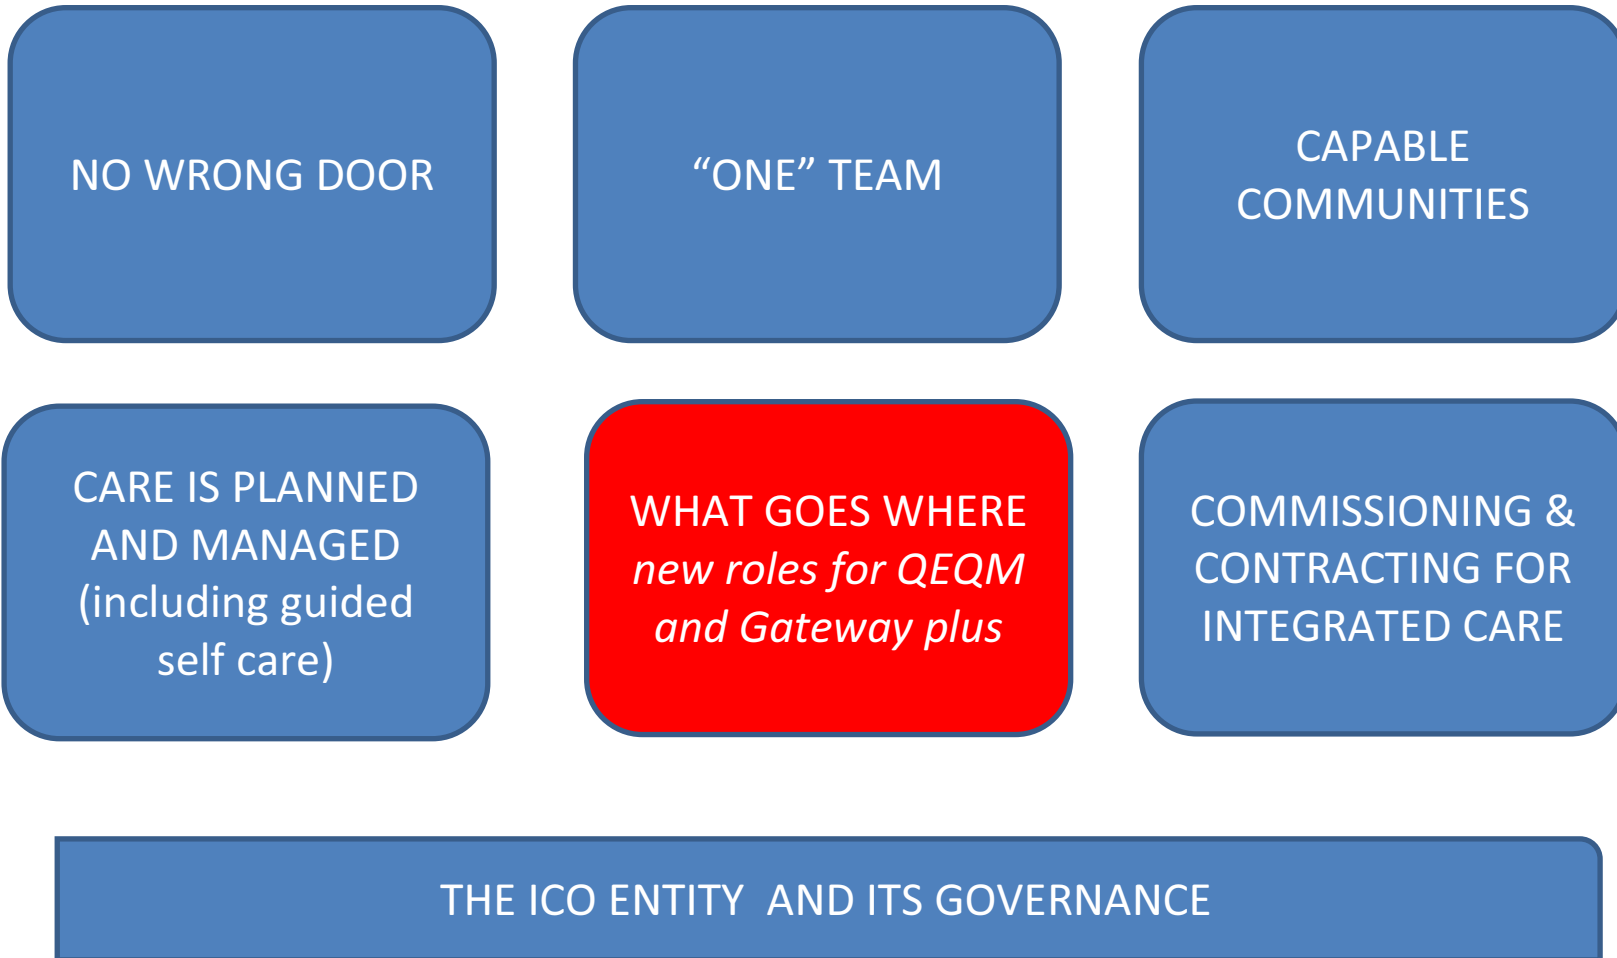 NO WRONG DOOR
“ONE” TEAM
CAPABLE
COMMUNITIES
CARE IS PLANNED
AND MANAGED
(including guided
self care)
WHAT GOES WHERE
new roles for QEQM
and Gateway plus
COMMISSIONING &
CONTRACTING FOR
INTEGRATED CARE
THE ICO ENTITY  AND ITS GOVERNANCE